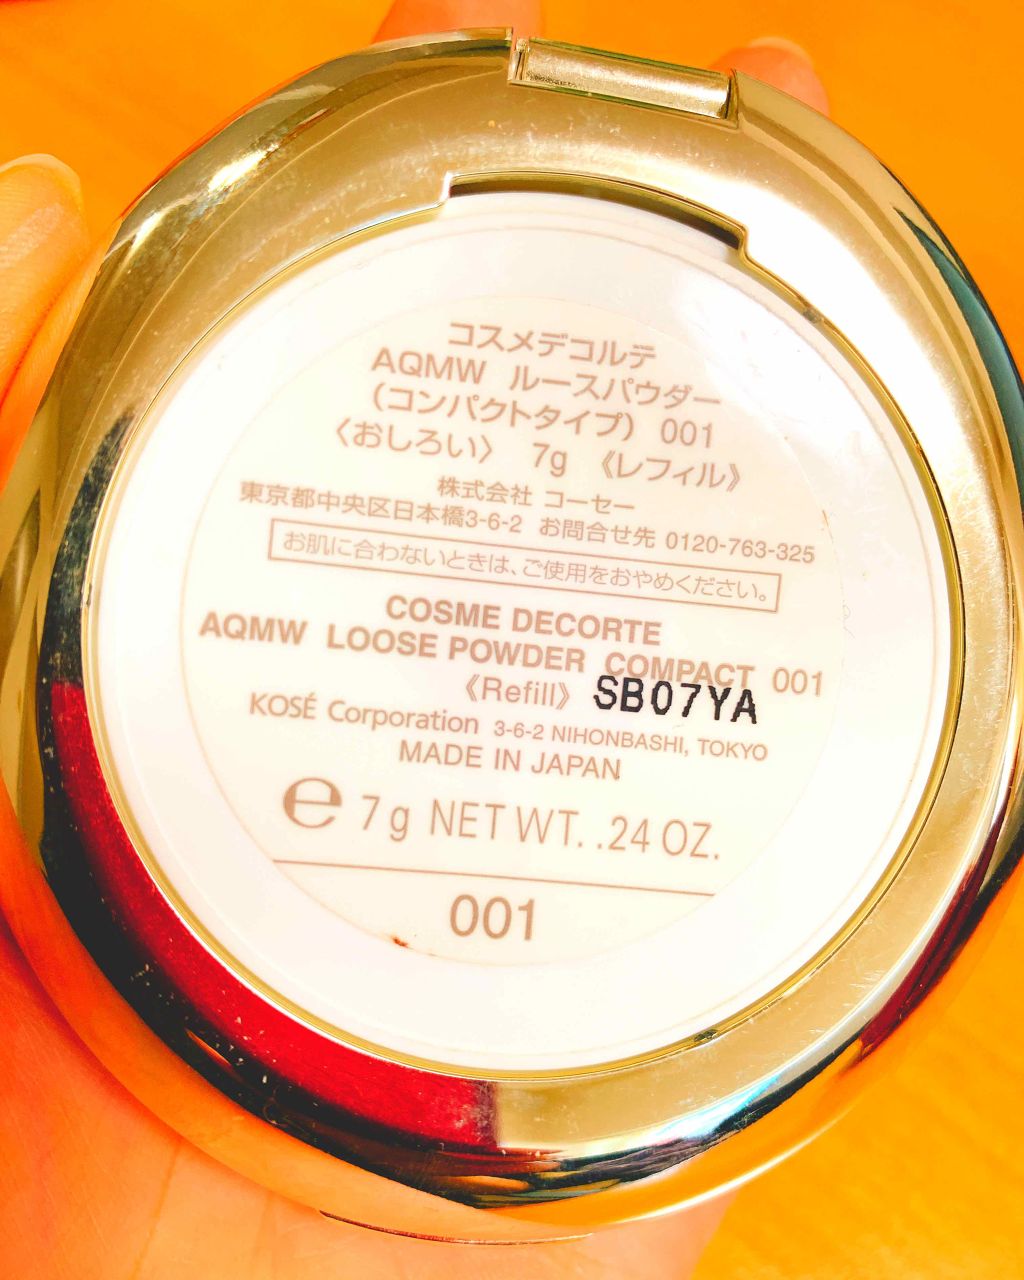 コスメデコルテ
AQMW ルースパウダー
(コンパクトタイプ) 001
〈おしろい〉 7g 《レフィル》
株式会社 コーセー
東京都中央区日本橋3-6-2 お問合せ先 0120-763-325
お肌に合わないときは、ご使用をおやめください。
COSME DECORTE
AQMW LOOSE POWDER COMPACT 001
《Refill》 SB07YA
KOSÉ Corporation 3-6-2 NIHONBASHI, TOKYO
MADE IN JAPAN
e 7g NET WT. .24 OZ.
001